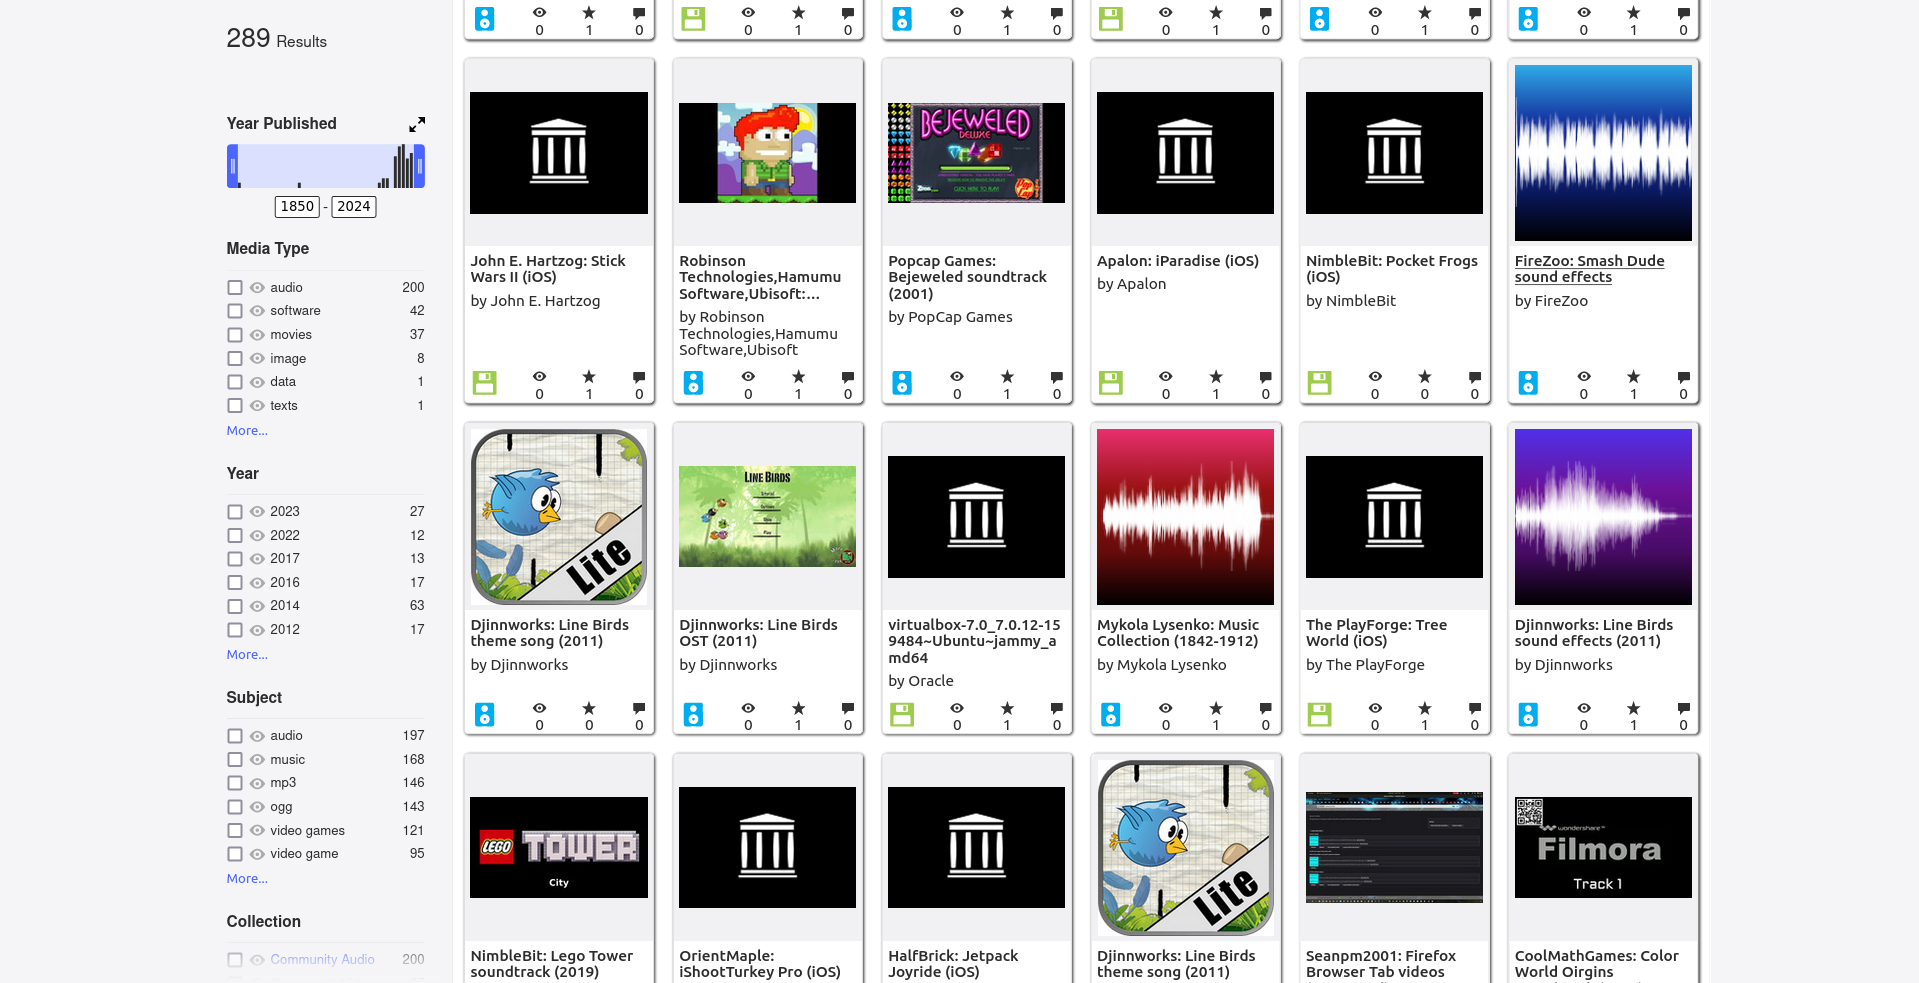 289 Results
Year Published
1850 - 2024
Media Type
audio 200
software 42
movies 37
image 8
data 1
texts 1
More...
Year
2023 27
2022 12
2017 13
2016 17
2014 63
2012 17
More...
Subject
audio 197
music 168
mp3 146
ogg 143
video games 121
video game 95
More...
Collection
Community Audio 200
0 1 0
0 1 0
0 1 0
0 1 0
0 1 0
0 1 0
John E. Hartzog: Stick
Wars II (iOS)
by John E. Hartzog
0 1 0
Robinson
Technologies,Hamumu
Software,Ubisoft:...
by Robinson
Technologies,Hamumu
Software,Ubisoft
0 1 0
BEJEWELED
DELUXE
CLICK HERE TO PLAY!
Popcap Games:
Bejeweled soundtrack
(2001)
by PopCap Games
0 1 0
Apalon: iParadise (iOS)
by Apalon
0 1 0
NimbleBit: Pocket Frogs
(iOS)
by NimbleBit
0 0 0
FireZoo: Smash Dude
sound effects
by FireZoo
0 1 0
Lite
Djinnworks: Line Birds
theme song (2011)
by Djinnworks
0 0 0
LINE BIRDS
Djinnworks: Line Birds
OST (2011)
by Djinnworks
0 1 0
virtualbox-7.0_7.0.12-15
9484~Ubuntu~jammy_a
md64
by Oracle
0 1 0
Mykola Lysenko: Music
Collection (1842-1912)
by Mykola Lysenko
0 1 0
The PlayForge: Tree
World (iOS)
by The PlayForge
0 1 0
Djinnworks: Line Birds
sound effects (2011)
by Djinnworks
0 1 0
LEGO TOWER
City
NimbleBit: Lego Tower
soundtrack (2019)
OrientMaple:
iShootTurkey Pro (iOS)
HalfBrick: Jetpack
Joyride (iOS)
Lite
Djinnworks: Line Birds
theme song (2011)
Seanpm2001: Firefox
Browser Tab videos
wondershare™
Filmora
Track 1
CoolMathGames: Color
World Oirgins